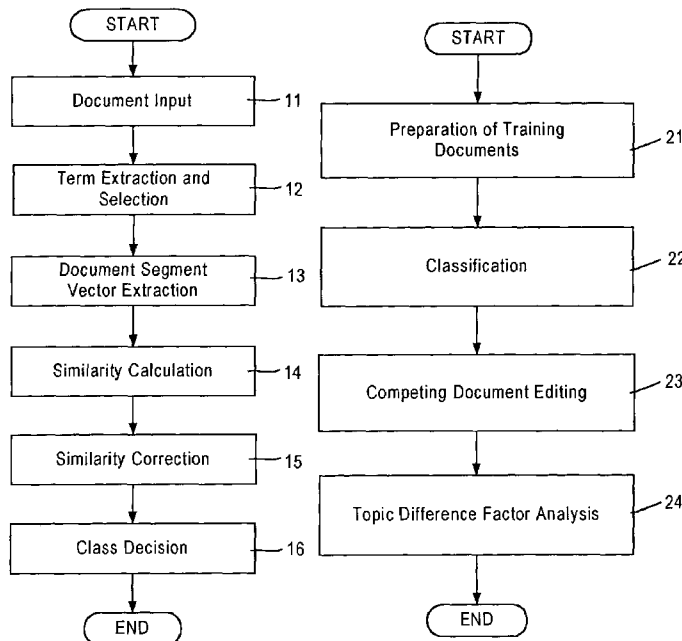 START
Document Input
11
Term Extraction and
Selection
12
Document Segment
Vector Extraction
13
Similarity Calculation
14
Similarity Correction
15
Class Decision
16
END
START
Preparation of Training
Documents
21
Classification
22
Competing Document Editing
23
Topic Difference Factor Analysis
24
END